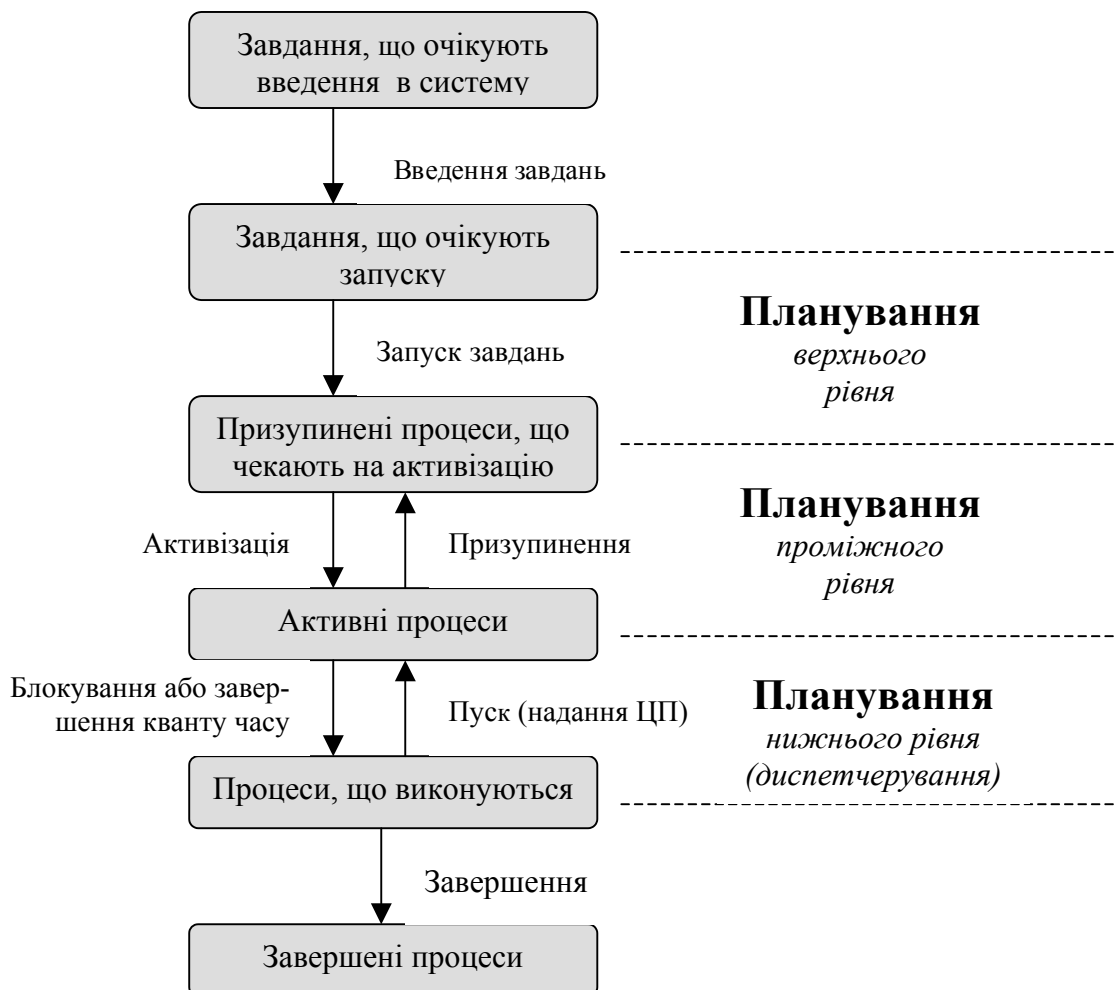 Завдання, що очікують
введення в систему
Введення завдань
Завдання, що очікують
запуску
Планування
верхнього
рівня
Запуск завдань
Призупинені процеси, що
чекають на активізацію
Планування
проміжного
рівня
Активізація
Призупинення
Активні процеси
Блокування або завер-
шення кванту часу
Пуск (надання ЦП)
Планування
нижнього рівня
(диспетчерування)
Процеси, що виконуються
Завершення
Завершені процеси